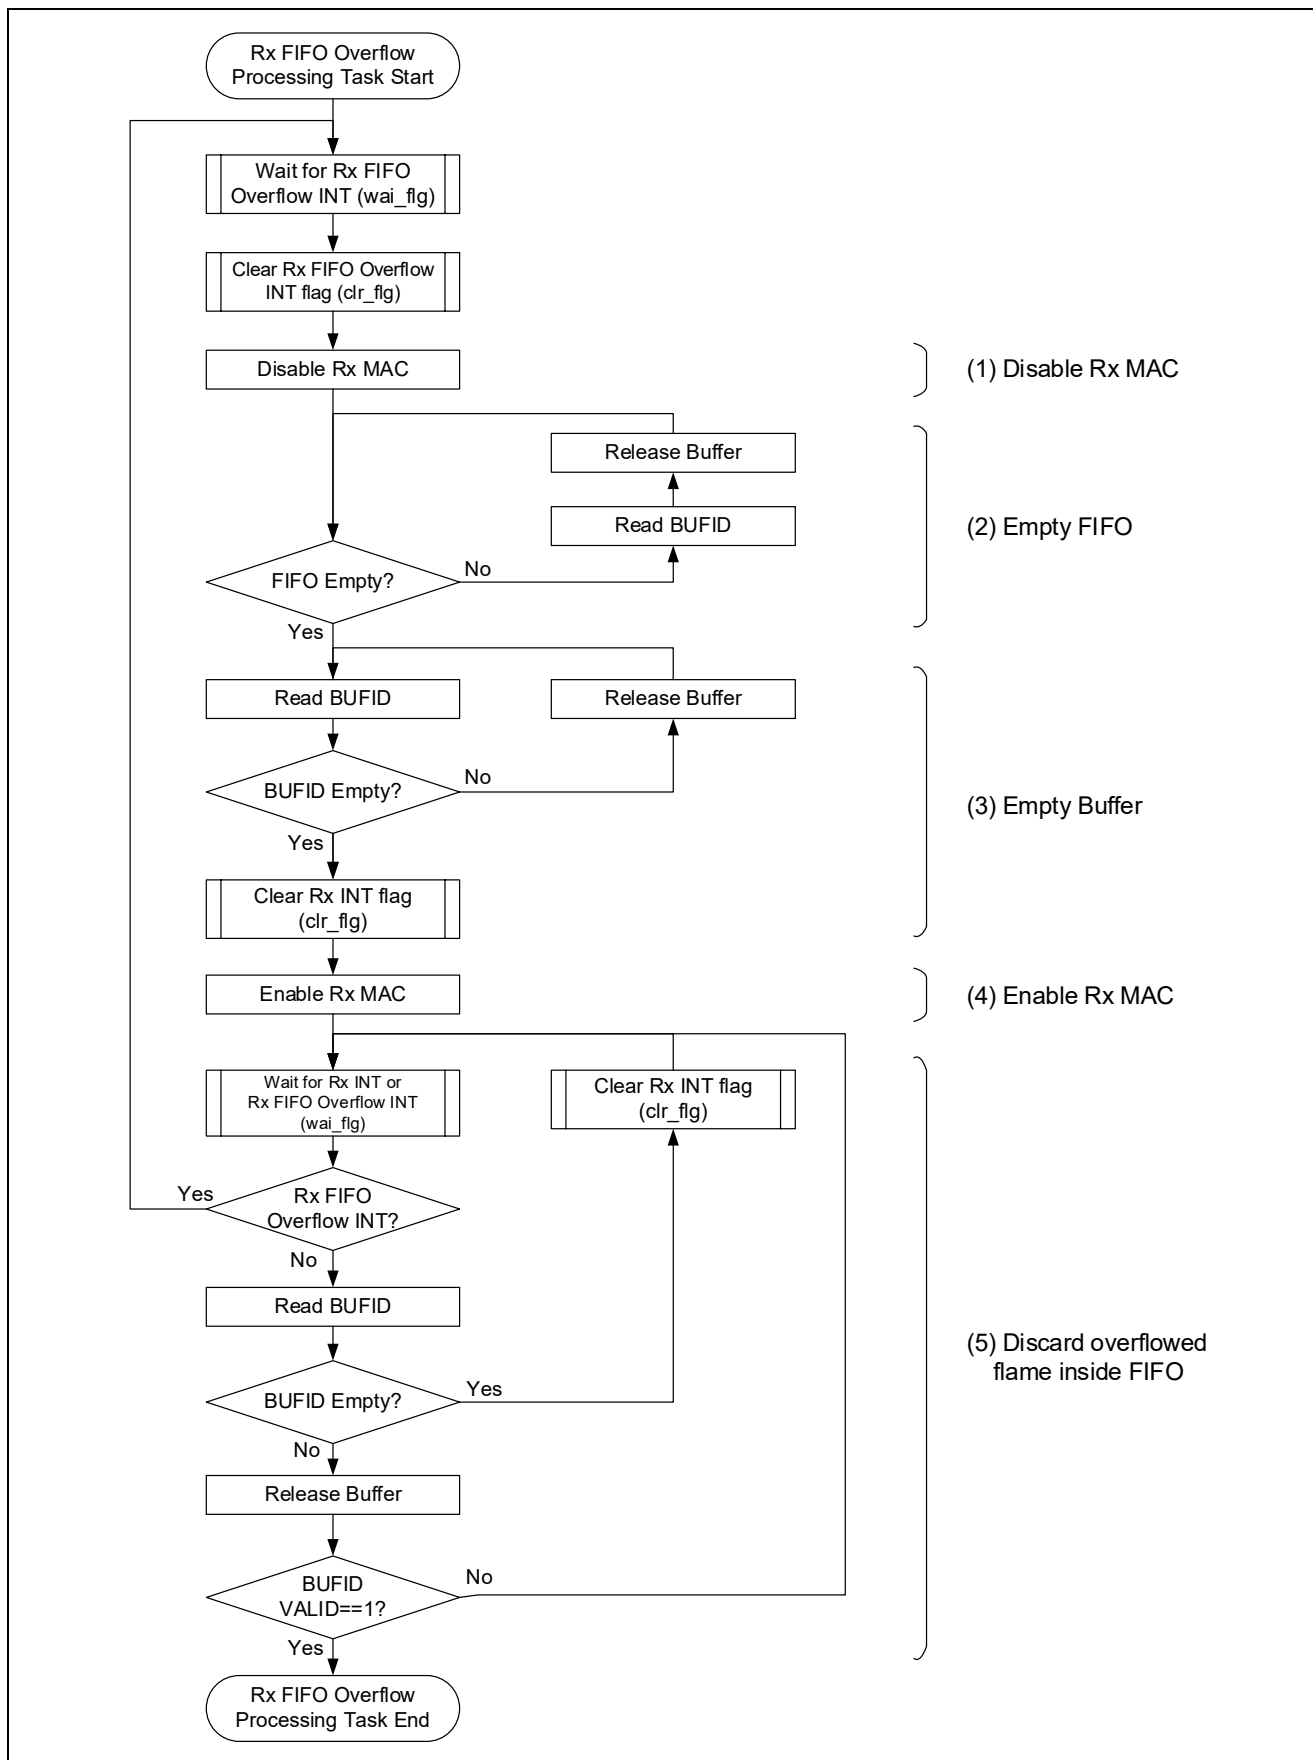 Rx FIFO Overflow
Processing Task Start
Wait for Rx FIFO
Overflow INT (wai_flg)
Clear Rx FIFO Overflow
INT flag (clr_flg)
Disable Rx MAC
(1) Disable Rx MAC
Release Buffer
Read BUFID
(2) Empty FIFO
FIFO Empty?
No
Yes
Read BUFID
Release Buffer
BUFID Empty?
No
(3) Empty Buffer
Yes
Clear Rx INT flag
(clr_flg)
Enable Rx MAC
(4) Enable Rx MAC
Wait for Rx INT or
Rx FIFO Overflow INT
(wai_flg)
Clear Rx INT flag
(clr_flg)
Yes
Rx FIFO
Overflow INT?
No
Read BUFID
(5) Discard overflowed
flame inside FIFO
BUFID Empty?
Yes
No
Release Buffer
BUFID
VALID==1?
No
Yes
Rx FIFO Overflow
Processing Task End